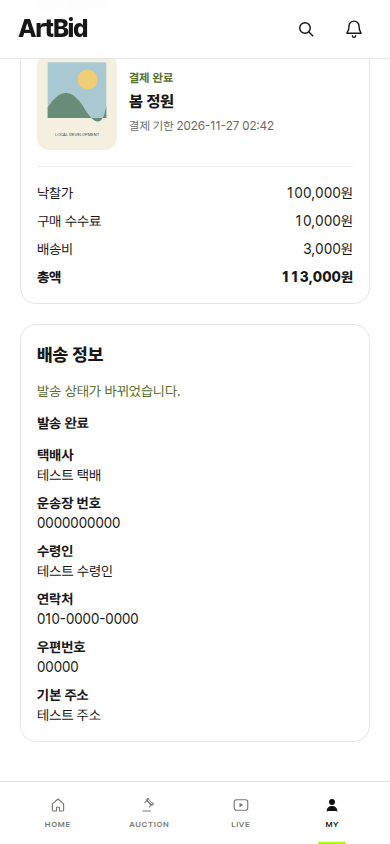 ArtBid
LOCAL DEVELOPMENT
결제 완료
봄 정원
결제 기한 2026-11-27 02:42
낙찰가 100,000원
구매 수수료 10,000원
배송비 3,000원
총액 113,000원
배송 정보
발송 상태가 바뀌었습니다.
발송 완료
택배사
테스트 택배
운송장 번호
0000000000
수령인
테스트 수령인
연락처
010-0000-0000
우편번호
00000
기본 주소
테스트 주소
HOME AUCTION LIVE MY